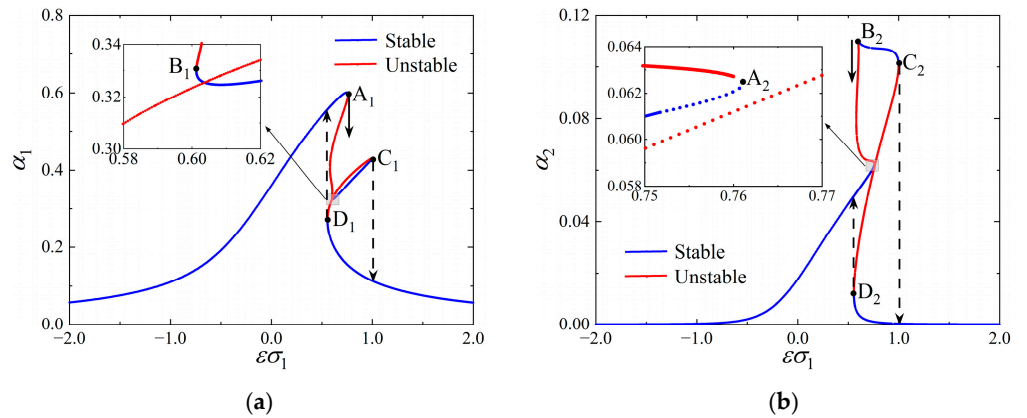 (a)
α₁
0.8
0.6
0.4
0.2
0.0
−2.0 −1.0 0.0 1.0 2.0
εσ₁
Stable
Unstable
A₁
C₁
D₁
0.34
0.33
0.32
0.30
0.58 0.60 0.62
B₁
(b)
α₂
0.12
0.08
0.04
0.00
−2.0 −1.0 0.0 1.0 2.0
εσ₁
Stable
Unstable
B₂
C₂
D₂
0.064
0.062
0.060
0.058
0.75 0.76 0.77
A₂